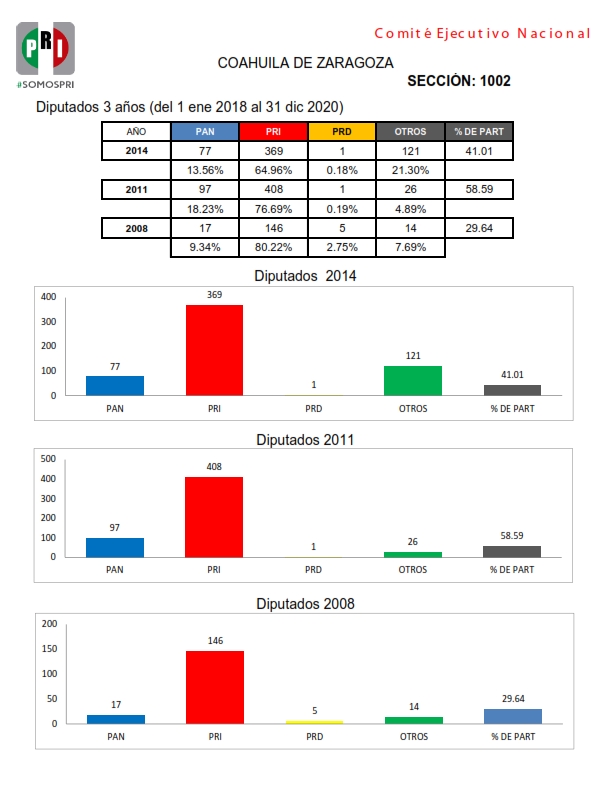 PRI
#SOMOSPRI
Comité Ejecutivo Nacional
COAHUILA DE ZARAGOZA
SECCIÓN: 1002
Diputados 3 años (del 1 ene 2018 al 31 dic 2020)
AÑO PAN PRI PRD OTROS % DE PART
2014 77 369 1 121 41.01
13.56% 64.96% 0.18% 21.30%
2011 97 408 1 26 58.59
18.23% 76.69% 0.19% 4.89%
2008 17 146 5 14 29.64
9.34% 80.22% 2.75% 7.69%
Diputados 2014
400
300
200
100
0
77
369
1
121
41.01
PAN PRI PRD OTROS % DE PART
Diputados 2011
500
400
300
200
100
0
97
408
1
26
58.59
PAN PRI PRD OTROS % DE PART
Diputados 2008
200
150
100
50
0
17
146
5
14
29.64
PAN PRI PRD OTROS % DE PART